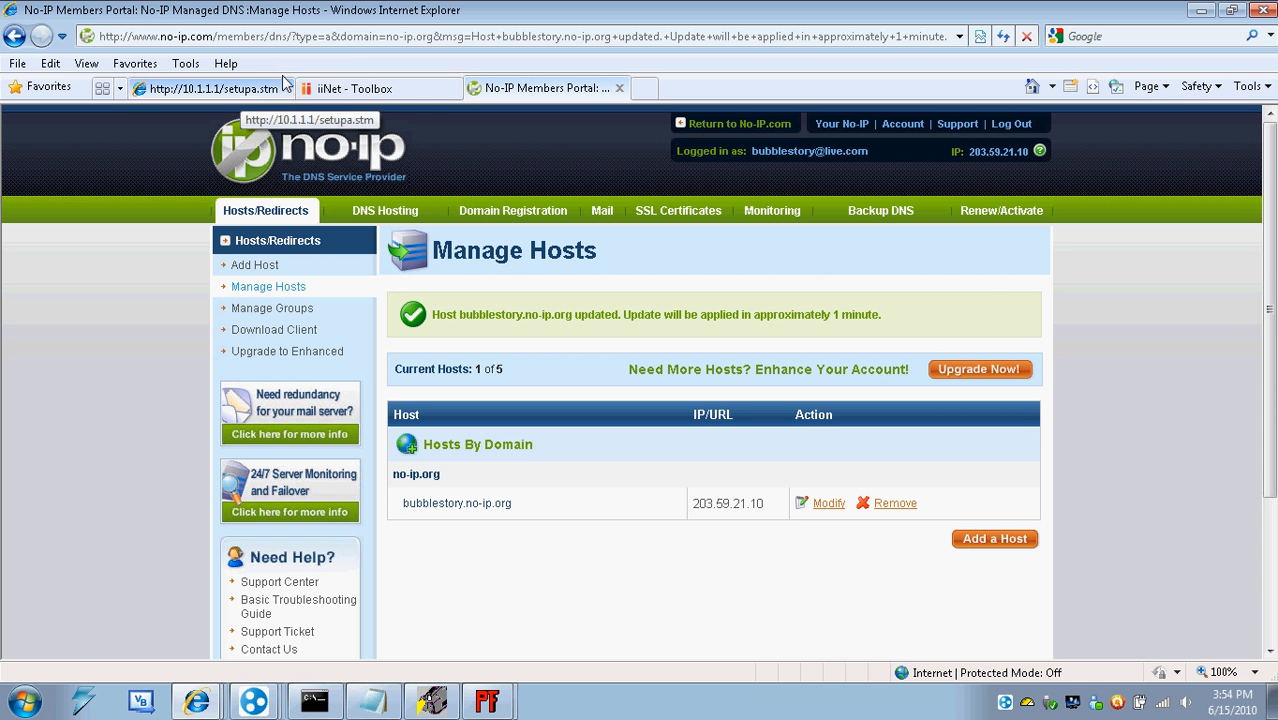 No-IP Members Portal: No-IP Managed DNS :Manage Hosts - Windows Internet Explorer
http://www.no-ip.com/members/dns/?type=a&domain=no-ip.org&msg=Host+bubblestory.no-ip.org+updated.+Update+will+be+applied+in+approximately+1+minute.
Google
File Edit View Favorites Tools Help
Favorites
http://10.1.1.1/setupa.stm
iiNet - Toolbox
No-IP Members Portal: ...
Page
Safety
Tools
http://10.1.1.1/setupa.stm
ip no-ip
The DNS Service Provider
Return to No-IP.com
Your No-IP | Account | Support | Log Out
Logged in as: bubblestory@live.com
IP: 203.59.21.10
Hosts/Redirects DNS Hosting Domain Registration Mail SSL Certificates Monitoring Backup DNS Renew/Activate
Hosts/Redirects
Add Host
Manage Hosts
Manage Groups
Download Client
Upgrade to Enhanced
Need redundancy
for your mail server?
Click here for more info
24/7 Server Monitoring
and Failover
Click here for more info
Need Help?
Support Center
Basic Troubleshooting
Guide
Support Ticket
Contact Us
Manage Hosts
Host bubblestory.no-ip.org updated. Update will be applied in approximately 1 minute.
Current Hosts: 1 of 5
Need More Hosts? Enhance Your Account!
Upgrade Now!
Host IP/URL Action
Hosts By Domain
no-ip.org
bubblestory.no-ip.org 203.59.21.10 Modify Remove
Add a Host
Internet | Protected Mode: Off
100%
VB
PF
3:54 PM
6/15/2010